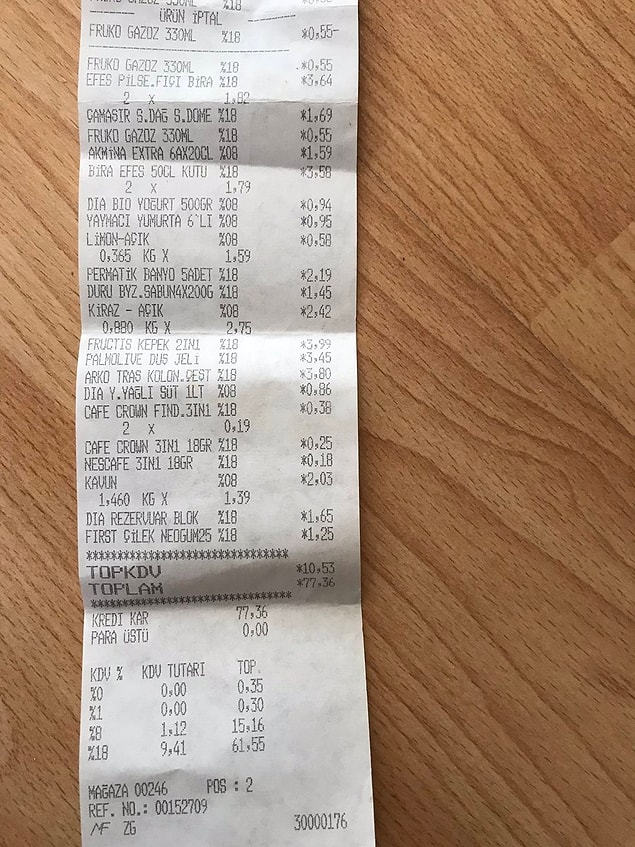 FRUKO GAZOZ 330ML %18
ÜRÜN İPTAL
FRUKO GAZOZ 330ML %18 *0,55-
FRUKO GAZOZ 330ML %18 *0,55
EFES PİLSE.FIÇI BİRA %18 *3,64
2 X 1,82
ÇAMAŞIR S.DAĞ S.DOME %18 *1,69
FRUKO GAZOZ 330ML %18 *0,55
AKMİNA EXTRA 6AX20CL %08 *1,59
BİRA EFES 50CL KUTU %18 *3,58
2 X 1,79
DIA BIO YOĞURT 500GR %08 *0,94
YAYMACI YUMURTA 6`LI %08 *0,95
LİMON-AÇIK %08 *0,58
0,365 KG X 1,59
PERMATİK BANYO 5ADET %18 *2,19
DURU BYZ.SABUN4X200G %18 *1,45
KİRAZ - AÇIK %08 *2,42
0,880 KG X 2,75
FRUCTIS KEPEK 2IN1 %18 *3,99
PALMOLIVE DUŞ JELİ %18 *3,45
ARKO TRAŞ KOLON.ÇEŞT %18 *3,80
DIA Y.YAĞLI SÜT 1LT %08 *0,86
CAFE CROWN FIND.3IN1 %18 *0,38
2 X 0,19
CAFE CROWN 3IN1 18GR %18 *0,25
NESCAFE 3IN1 18GR %18 *0,18
KAVUN %08 *2,03
1,460 KG X 1,39
DIA REZERVUAR BLOK %18 *1,65
FIRST ÇİLEK NEOGUM25 %18 *1,25
********************************
TOPKDV *10,53
TOPLAM *77,36
********************************
KREDI KAR 77,36
PARA ÜSTÜ 0,00
KDV % KDV TUTARI TOP.
%0 0,00 0,35
%1 0,00 0,30
%8 1,12 15,16
%18 9,41 61,55
MAĞAZA 00246 POS : 2
REF. NO.: 00152709
MF ZG 30000176